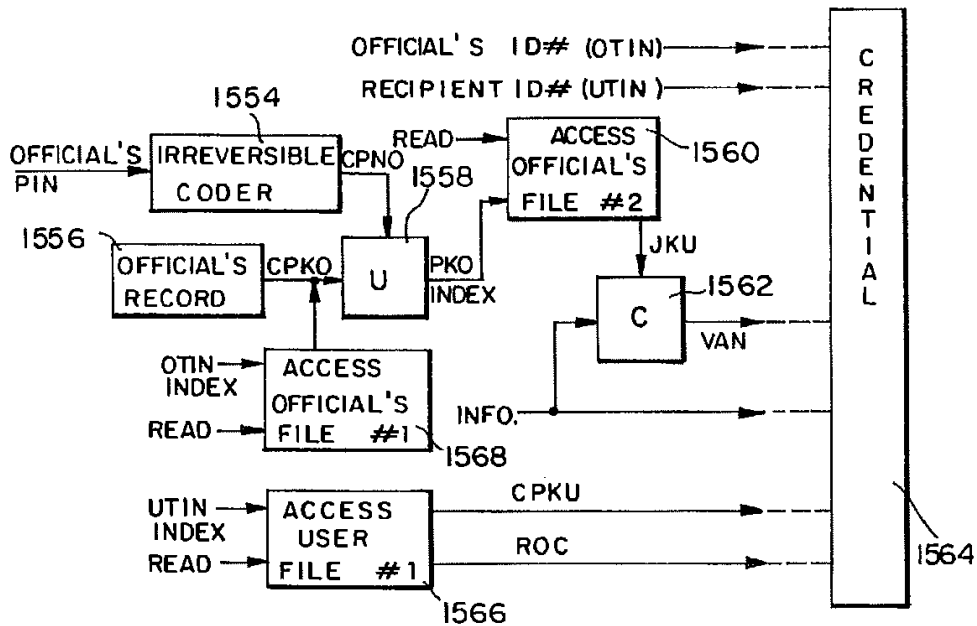 OFFICIAL'S ID# (OTIN)
RECIPIENT ID# (UTIN)
CREDENTIAL
1554
OFFICIAL'S
PIN
IRREVERSIBLE
CODER
CPNO
1558
READ
ACCESS
OFFICIAL'S
FILE #2
1560
1556
OFFICIAL'S
RECORD
CPKO
U
PKO
INDEX
JKU
1562
C
VAN
OTIN
INDEX
READ
ACCESS
OFFICIAL'S
FILE #1
1568
INFO.
UTIN
INDEX
READ
ACCESS
USER
FILE #1
1566
CPKU
ROC
1564